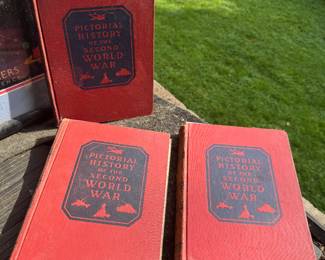 PICTORIAL
HISTORY
OF THE
SECOND
WORLD
WAR
ERS
PICTORIAL
HISTORY
OF THE
SECOND
WORLD
WAR
PICTORIAL
HISTORY
OF THE
SECOND
WORLD
WAR